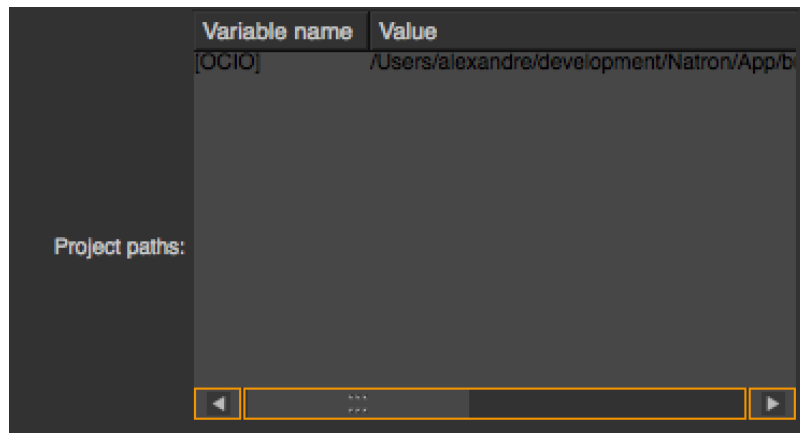 Variable name Value
[OCIO] /Users/alexandre/development/Natron/App/b
Project paths: